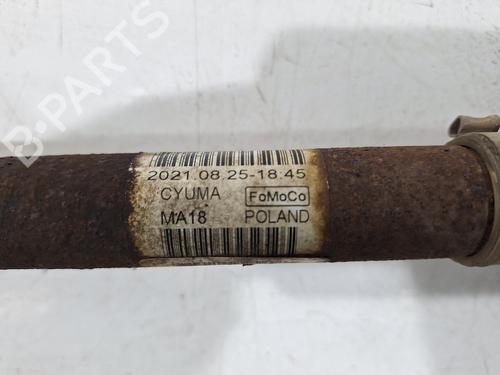 B-PARTS
2021.08.25-18:45
CYUMA FoMoCo
MA18 POLAND